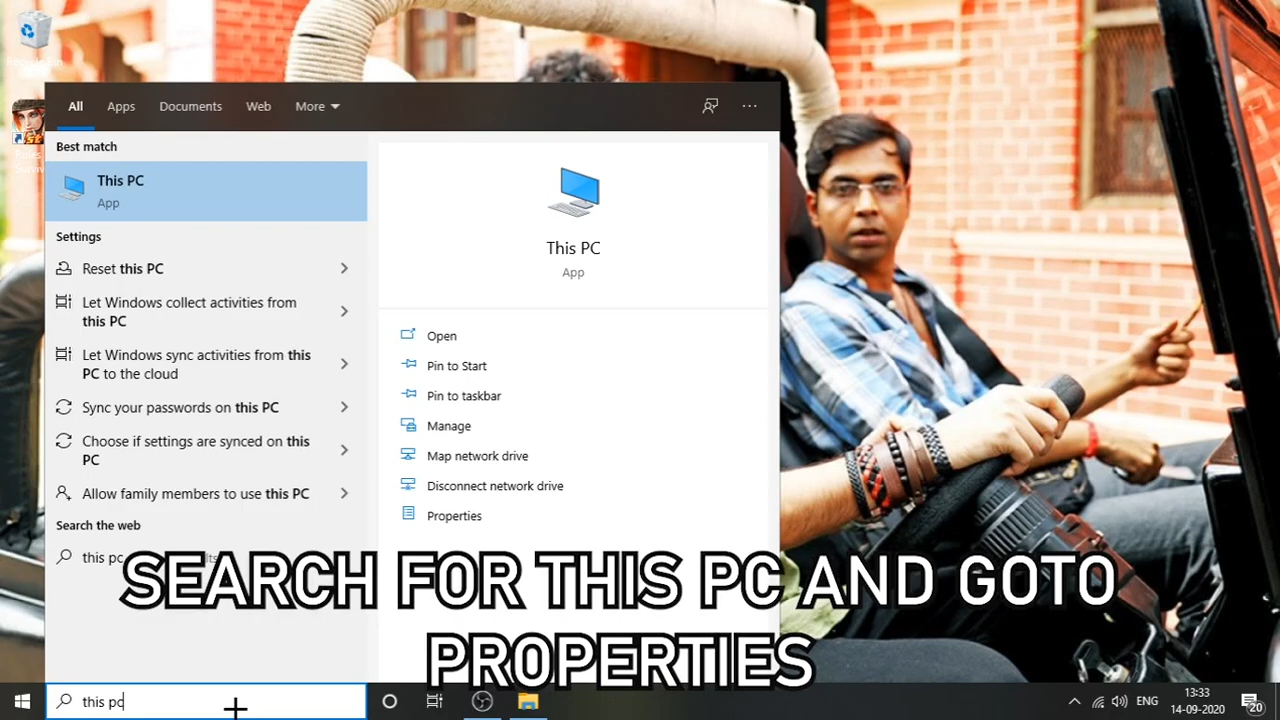 All
Apps
Documents
Web
More
Best match
This PC
App
Settings
Reset this PC
Let Windows collect activities from
this PC
Let Windows sync activities from this
PC to the cloud
Sync your passwords on this PC
Choose if settings are synced on this
PC
Allow family members to use this PC
Search the web
this pc
This PC
App
Open
Pin to Start
Pin to taskbar
Manage
Map network drive
Disconnect network drive
Properties
SEARCH FOR THIS PC AND GOTO
PROPERTIES
this pc
ENG
13:33
14-09-2020
20